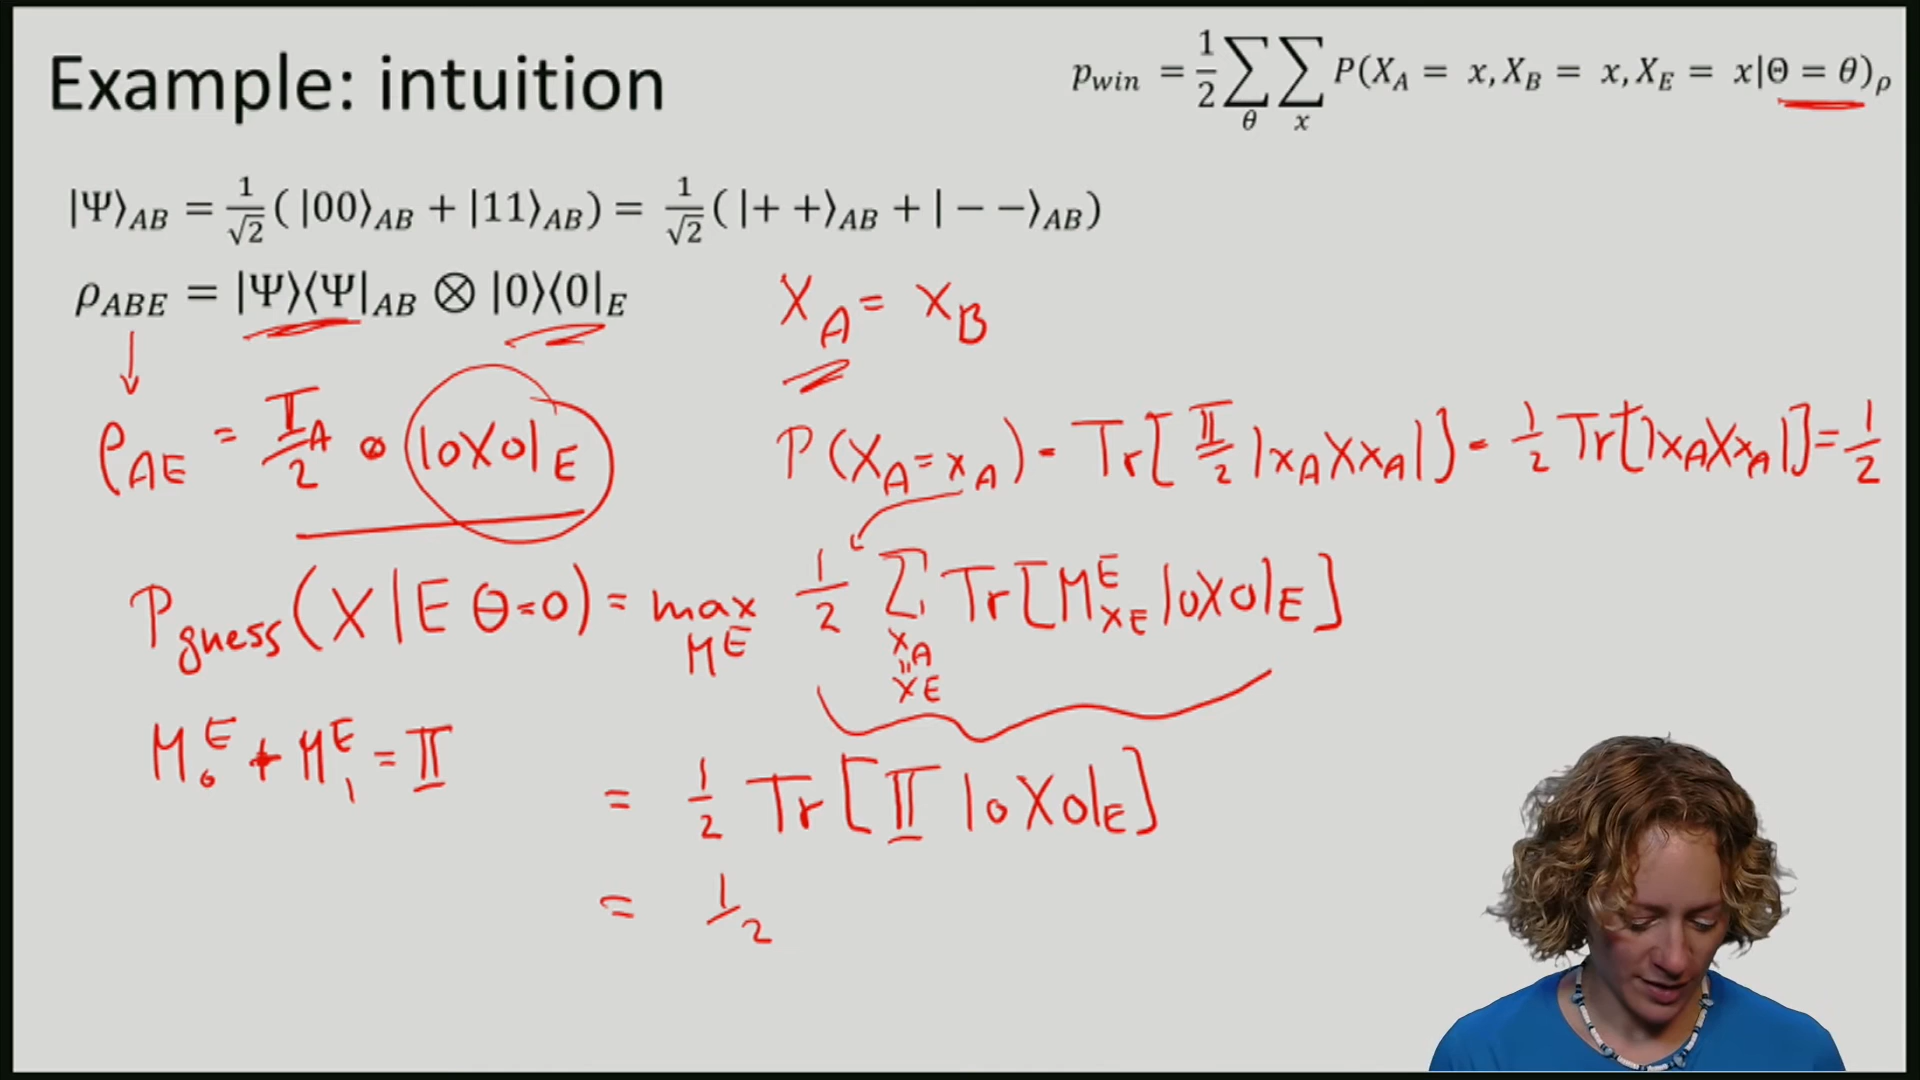 Example: intuition
p_win = 1/2 ∑_θ ∑_x P(X_A = x, X_B = x, X_E = x|Θ = θ)_ρ
|Ψ⟩_AB = 1/√2 ( |00⟩_AB + |11⟩_AB) = 1/√2 ( |+ +⟩_AB + | − −⟩_AB)
ρ_ABE = |Ψ⟩⟨Ψ|_AB ⊗ |0⟩⟨0|_E
X_A = X_B
ρ_AE = 𝕀_A/2 ⊗ |0⟩⟨0|_E
P(X_A = x_A) = Tr[𝕀/2 |x_A⟩⟨x_A|] = 1/2 Tr[|x_A⟩⟨x_A|] = 1/2
P_guess(X|E Θ=0) = max_{M^E} 1/2 ∑_{x_A = x_E} Tr[M^E_{x_E} |0⟩⟨0|_E]
M^E_0 + M^E_1 = 𝕀
= 1/2 Tr[𝕀 |0⟩⟨0|_E]
= 1/2